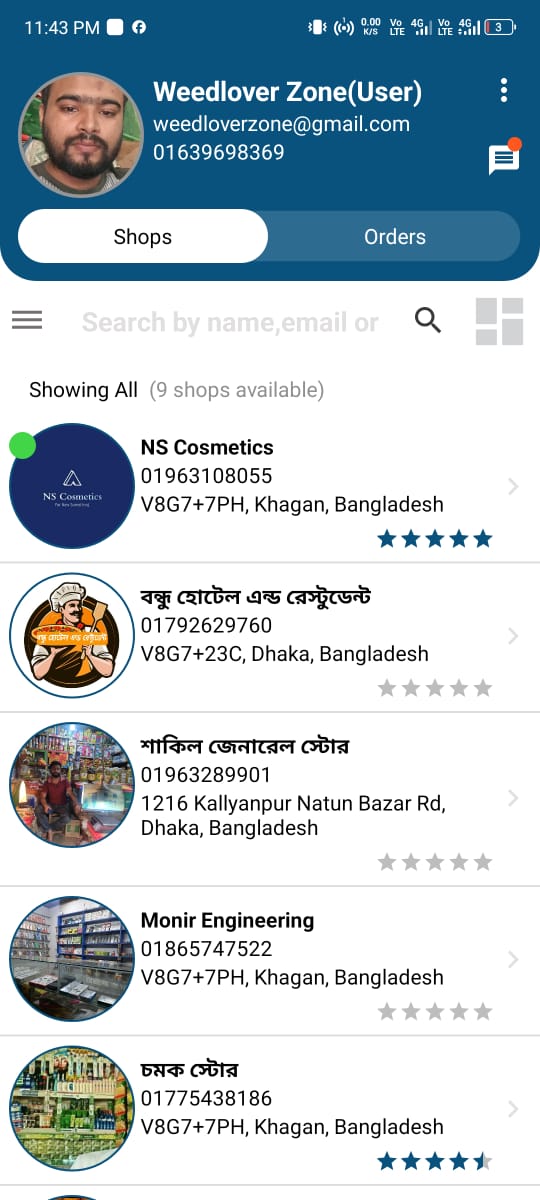 11:43 PM
0.00 K/S Vo LTE 4G Vo LTE 4G 3
Weedlover Zone(User)
weedloverzone@gmail.com
01639698369
Shops
Orders
Search by name,email or
Showing All (9 shops available)
NS Cosmetics
NS Cosmetics
01963108055
V8G7+7PH, Khagan, Bangladesh
বন্ধু হোটেল এন্ড রেস্টুডেন্ট
01792629760
V8G7+23C, Dhaka, Bangladesh
শাকিল জেনারেল স্টোর
01963289901
1216 Kallyanpur Natun Bazar Rd,
Dhaka, Bangladesh
Monir Engineering
01865747522
V8G7+7PH, Khagan, Bangladesh
চমক স্টোর
01775438186
V8G7+7PH, Khagan, Bangladesh